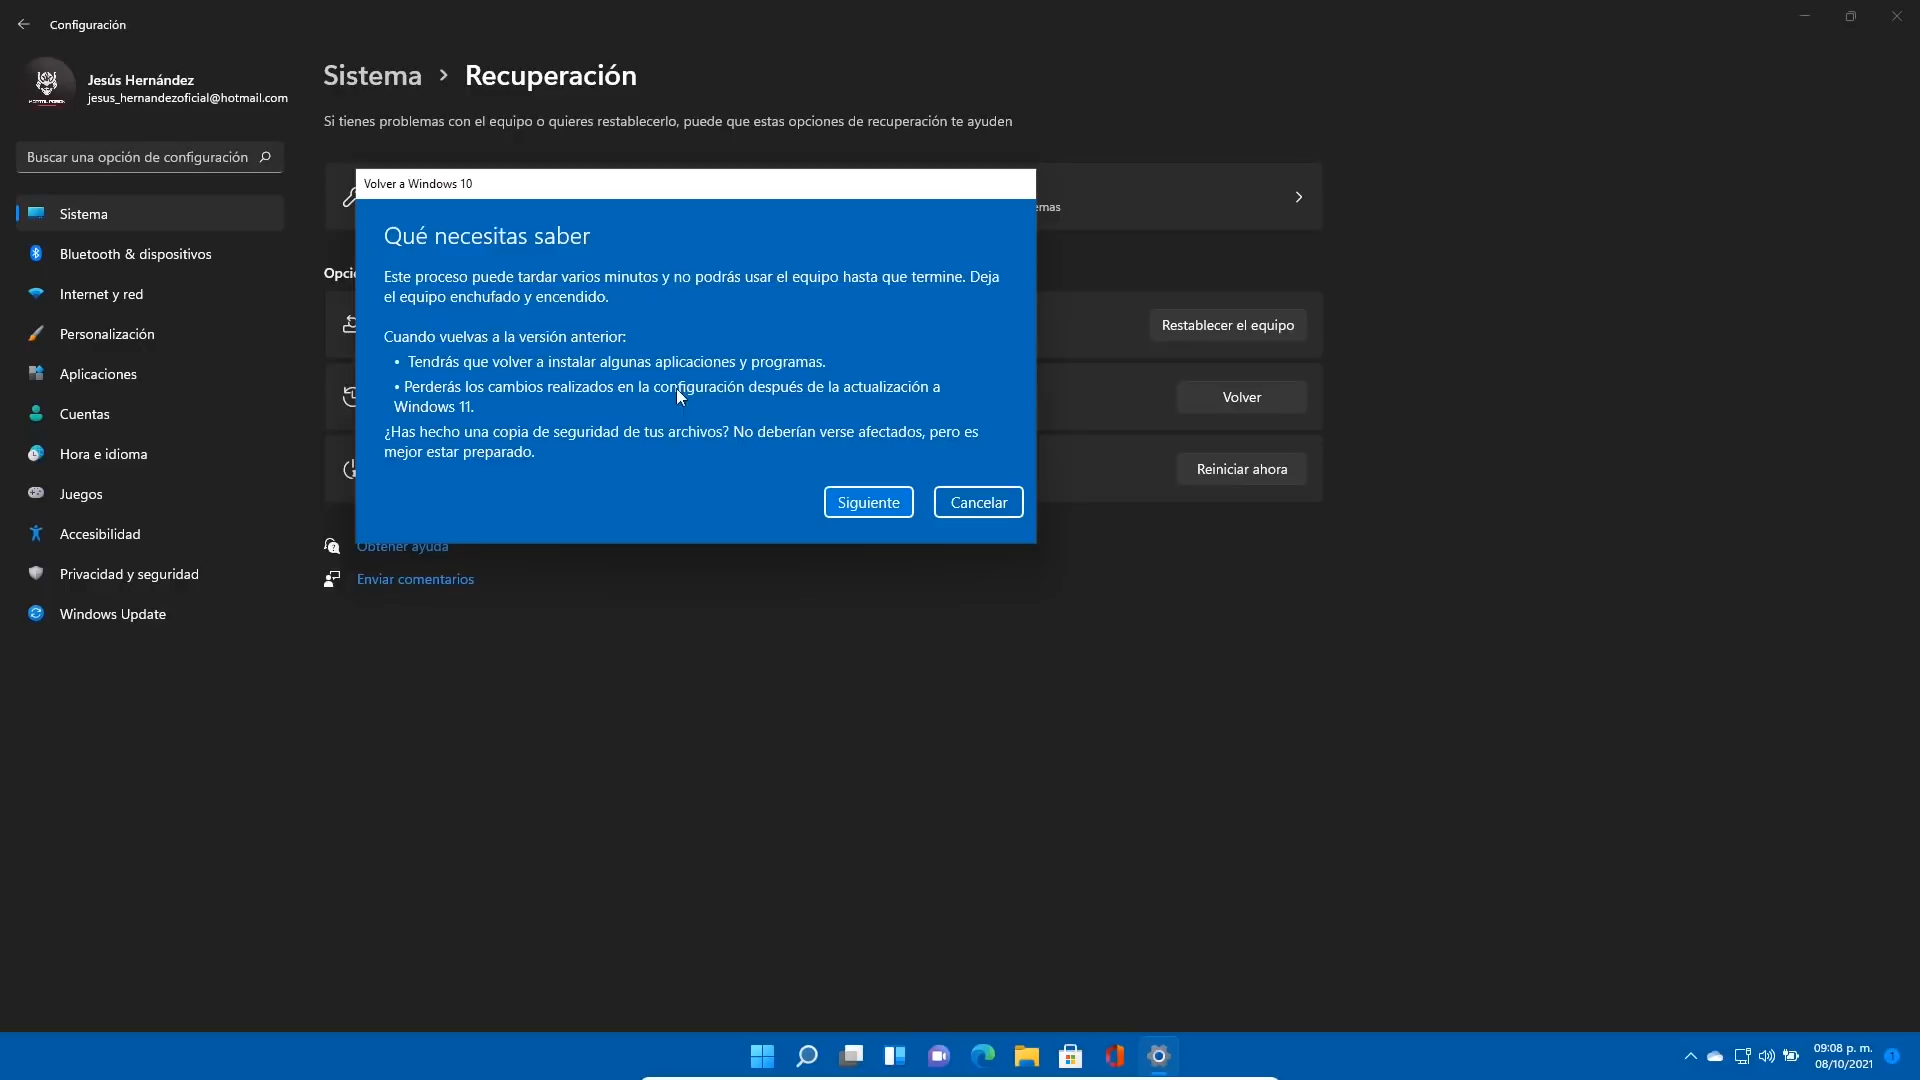 Configuración
Jesús Hernández
jesus_hernandezoficial@hotmail.com
Buscar una opción de configuración
Sistema
Bluetooth & dispositivos
Internet y red
Personalización
Aplicaciones
Cuentas
Hora e idioma
Juegos
Accesibilidad
Privacidad y seguridad
Windows Update
Sistema > Recuperación
Si tienes problemas con el equipo o quieres restablecerlo, puede que estas opciones de recuperación te ayuden
emas
Opci
Restablecer el equipo
Volver
Reiniciar ahora
Volver a Windows 10
Qué necesitas saber
Este proceso puede tardar varios minutos y no podrás usar el equipo hasta que termine. Deja
el equipo enchufado y encendido.
Cuando vuelvas a la versión anterior:
• Tendrás que volver a instalar algunas aplicaciones y programas.
• Perderás los cambios realizados en la configuración después de la actualización a
Windows 11.
¿Has hecho una copia de seguridad de tus archivos? No deberían verse afectados, pero es
mejor estar preparado.
Siguiente
Cancelar
Obtener ayuda
Enviar comentarios
09:08 p. m.
08/10/2021
1